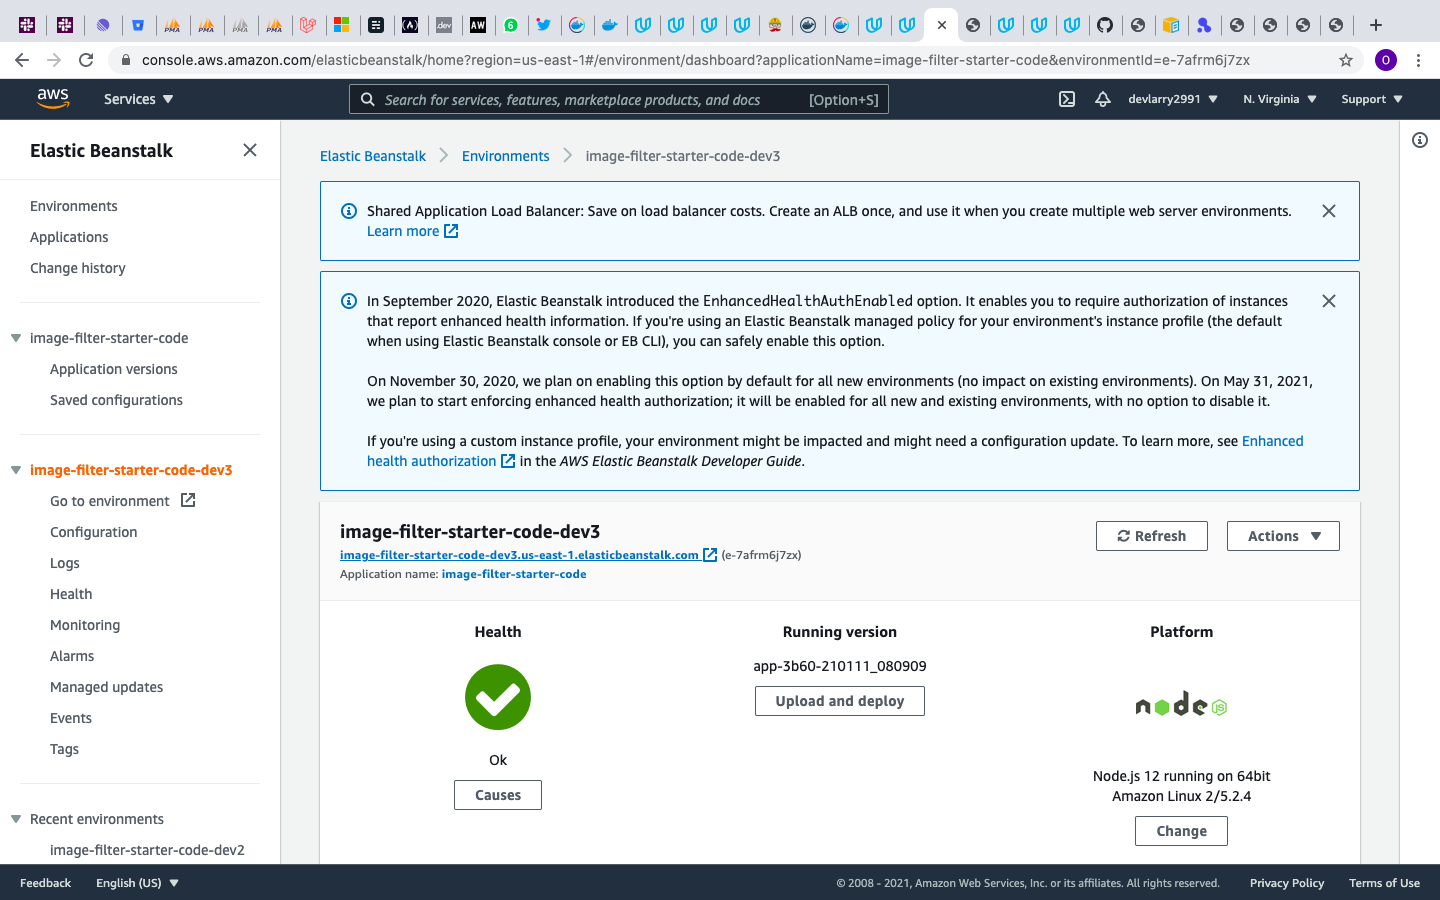 console.aws.amazon.com/elasticbeanstalk/home?region=us-east-1#/environment/dashboard?applicationName=image-filter-starter-code&environmentId=e-7afrm6j7zx
aws
Services
Search for services, features, marketplace products, and docs
[Option+S]
devlarry2991
N. Virginia
Support
Elastic Beanstalk
Environments
Applications
Change history
image-filter-starter-code
Application versions
Saved configurations
image-filter-starter-code-dev3
Go to environment
Configuration
Logs
Health
Monitoring
Alarms
Managed updates
Events
Tags
Recent environments
image-filter-starter-code-dev2
Elastic Beanstalk
Environments
image-filter-starter-code-dev3
Shared Application Load Balancer: Save on load balancer costs. Create an ALB once, and use it when you create multiple web server environments.
Learn more
In September 2020, Elastic Beanstalk introduced the EnhancedHealthAuthEnabled option. It enables you to require authorization of instances
that report enhanced health information. If you're using an Elastic Beanstalk managed policy for your environment's instance profile (the default
when using Elastic Beanstalk console or EB CLI), you can safely enable this option.
On November 30, 2020, we plan on enabling this option by default for all new environments (no impact on existing environments). On May 31, 2021,
we plan to start enforcing enhanced health authorization; it will be enabled for all new and existing environments, with no option to disable it.
If you're using a custom instance profile, your environment might be impacted and might need a configuration update. To learn more, see Enhanced
health authorization in the AWS Elastic Beanstalk Developer Guide.
image-filter-starter-code-dev3
image-filter-starter-code-dev3.us-east-1.elasticbeanstalk.com (e-7afrm6j7zx)
Application name: image-filter-starter-code
Refresh
Actions
Health
Ok
Causes
Running version
app-3b60-210111_080909
Upload and deploy
Platform
node JS
Node.js 12 running on 64bit
Amazon Linux 2/5.2.4
Change
Feedback
English (US)
© 2008 - 2021, Amazon Web Services, Inc. or its affiliates. All rights reserved.
Privacy Policy
Terms of Use